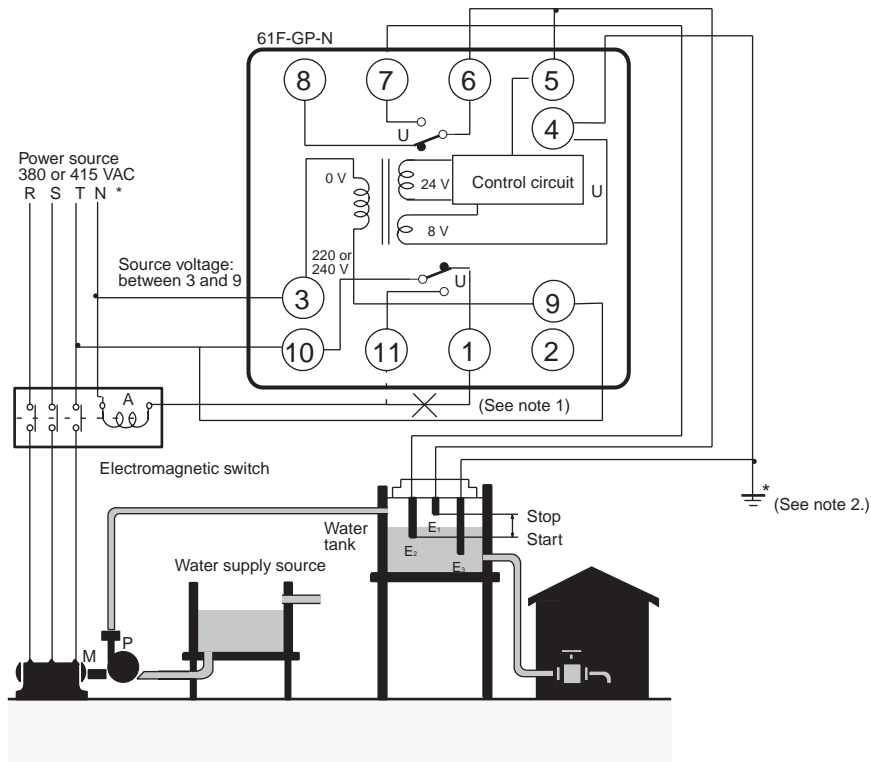 61F-GP-N
8
7
6
5
4
U
Power source
380 or 415 VAC
R S T N *
0 V
24 V
Control circuit
U
8 V
Source voltage:
between 3 and 9
220 or
240 V
U
3
9
10
11
1
2
A
(See note 1)
Electromagnetic switch
*
(See note 2.)
Water
tank
E1
Stop
Start
E2
E3
Water supply source
M
P